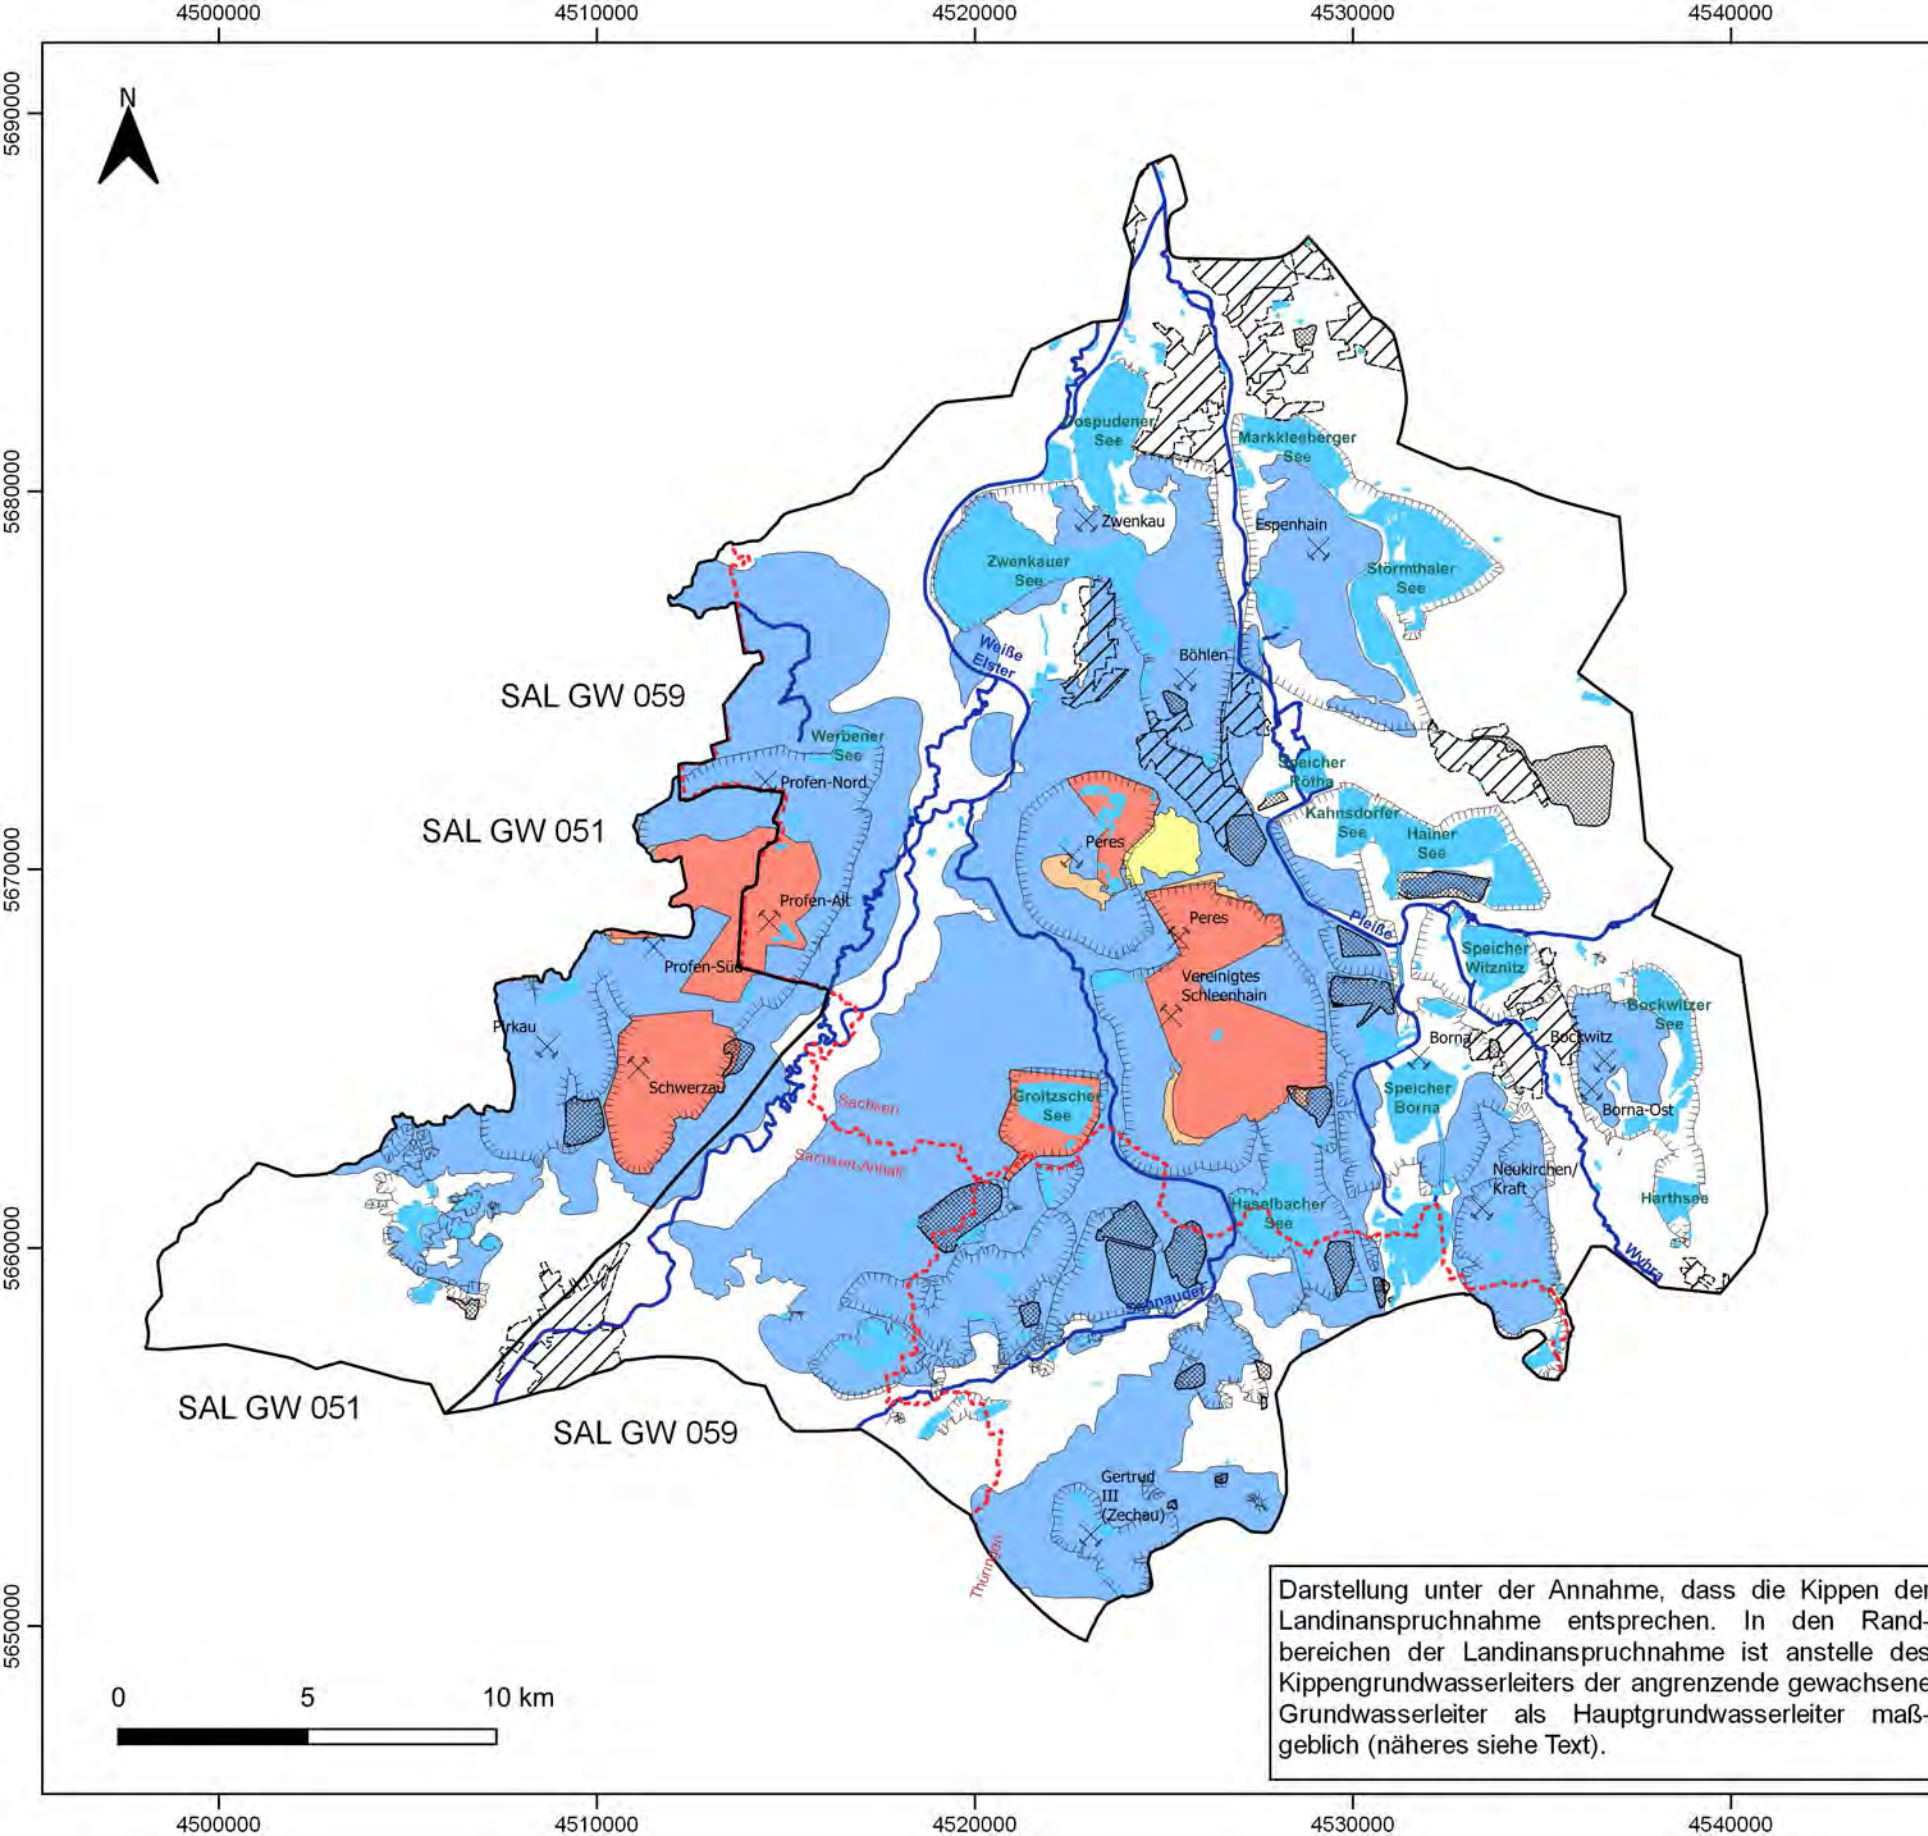 4500000
4510000
4520000
4530000
4540000
5690000
5680000
5670000
5660000
5650000
N
Cospudener
See
Markkleeberger
See
Zwenkau
Espenhain
Zwenkauer
See
Störmthaler
See
Weiße
Elster
Böhlen
SAL GW 059
Werbener
See
Profen-Nord
Speicher
Rötha
SAL GW 051
Kahnsdorfer
See
Hainer
See
Peres
Profen-Alt
Peres
Pleiße
Profen-Süd
Speicher
Witznitz
Vereinigtes
Schleenhain
Pirkau
Bockwitzer
See
Borna
Bockwitz
Schwerzau
Groitzscher
See
Speicher
Borna
Borna-Ost
Sachsen
Sachsen-Anhalt
Neukirchen/
Kraft
Haselbacher
See
Harthsee
Wyhra
Schnauder
SAL GW 051
SAL GW 059
Gertrud
III
(Zechau)
Thüringen
Darstellung unter der Annahme, dass die Kippen der
Landinanspruchnahme entsprechen. In den Rand-
bereichen der Landinanspruchnahme ist anstelle des
Kippengrundwasserleiters der angrenzende gewachsene
Grundwasserleiter als Hauptgrundwasserleiter maß-
geblich (näheres siehe Text).
0
5
10 km
4500000
4510000
4520000
4530000
4540000